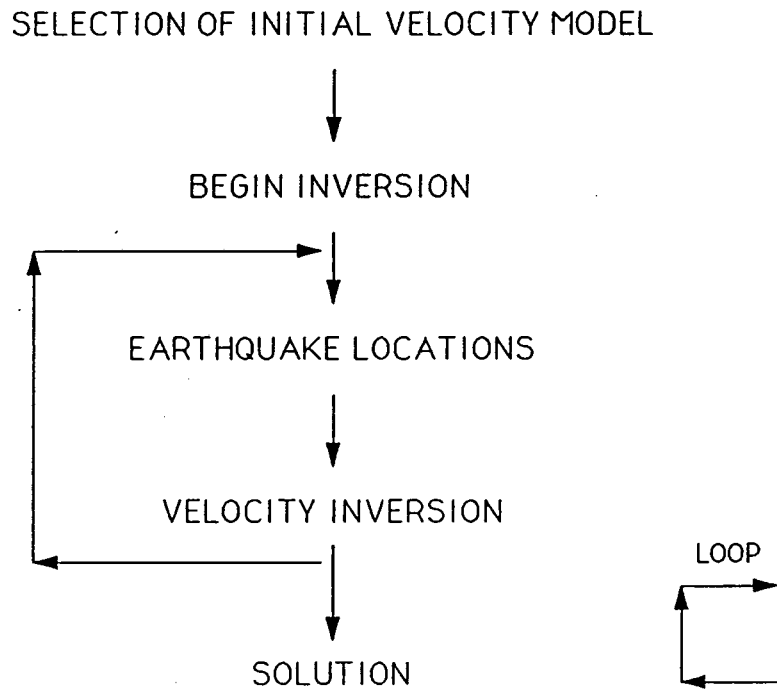 SELECTION OF INITIAL VELOCITY MODEL
BEGIN INVERSION
EARTHQUAKE LOCATIONS
VELOCITY INVERSION
LOOP
SOLUTION